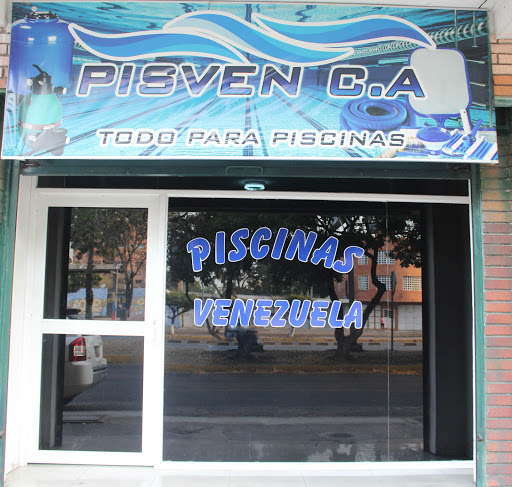 PISVEN C.A
TODO PARA PISCINAS
PISCINAS
VENEZUELA